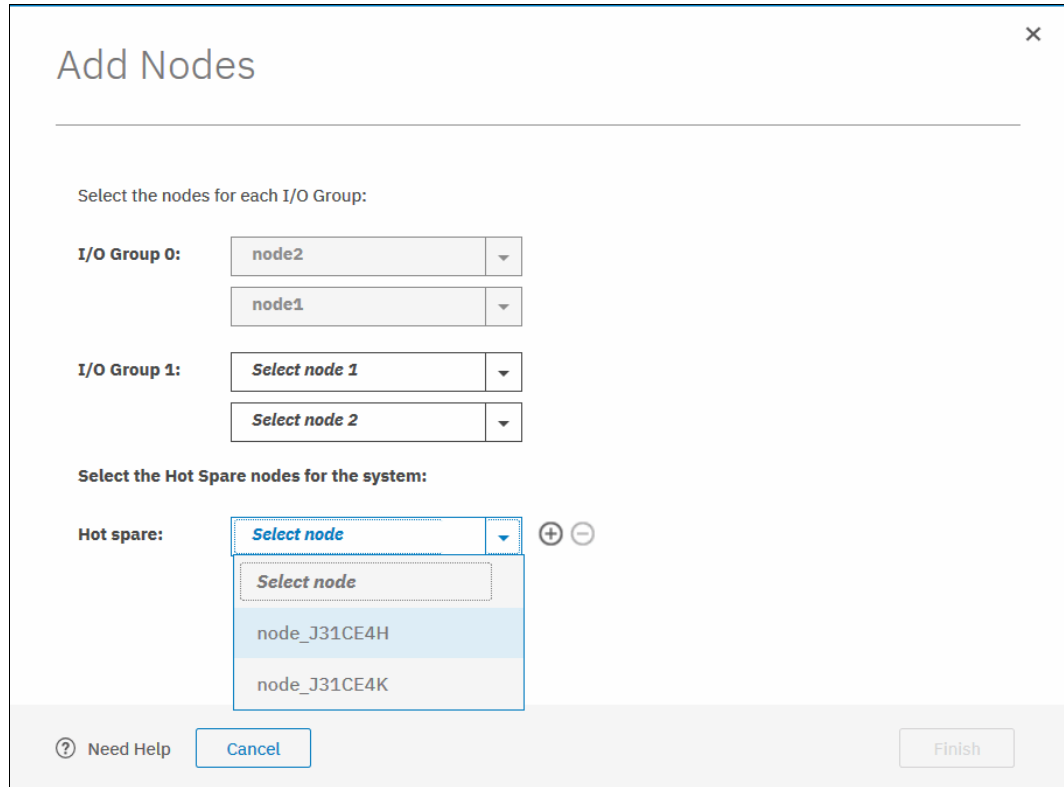 Add Nodes
Select the nodes for each I/O Group:
I/O Group 0:
node2
node1
I/O Group 1:
Select node 1
Select node 2
Select the Hot Spare nodes for the system:
Hot spare:
Select node
Select node
node_J31CE4H
node_J31CE4K
Need Help
Cancel
Finish